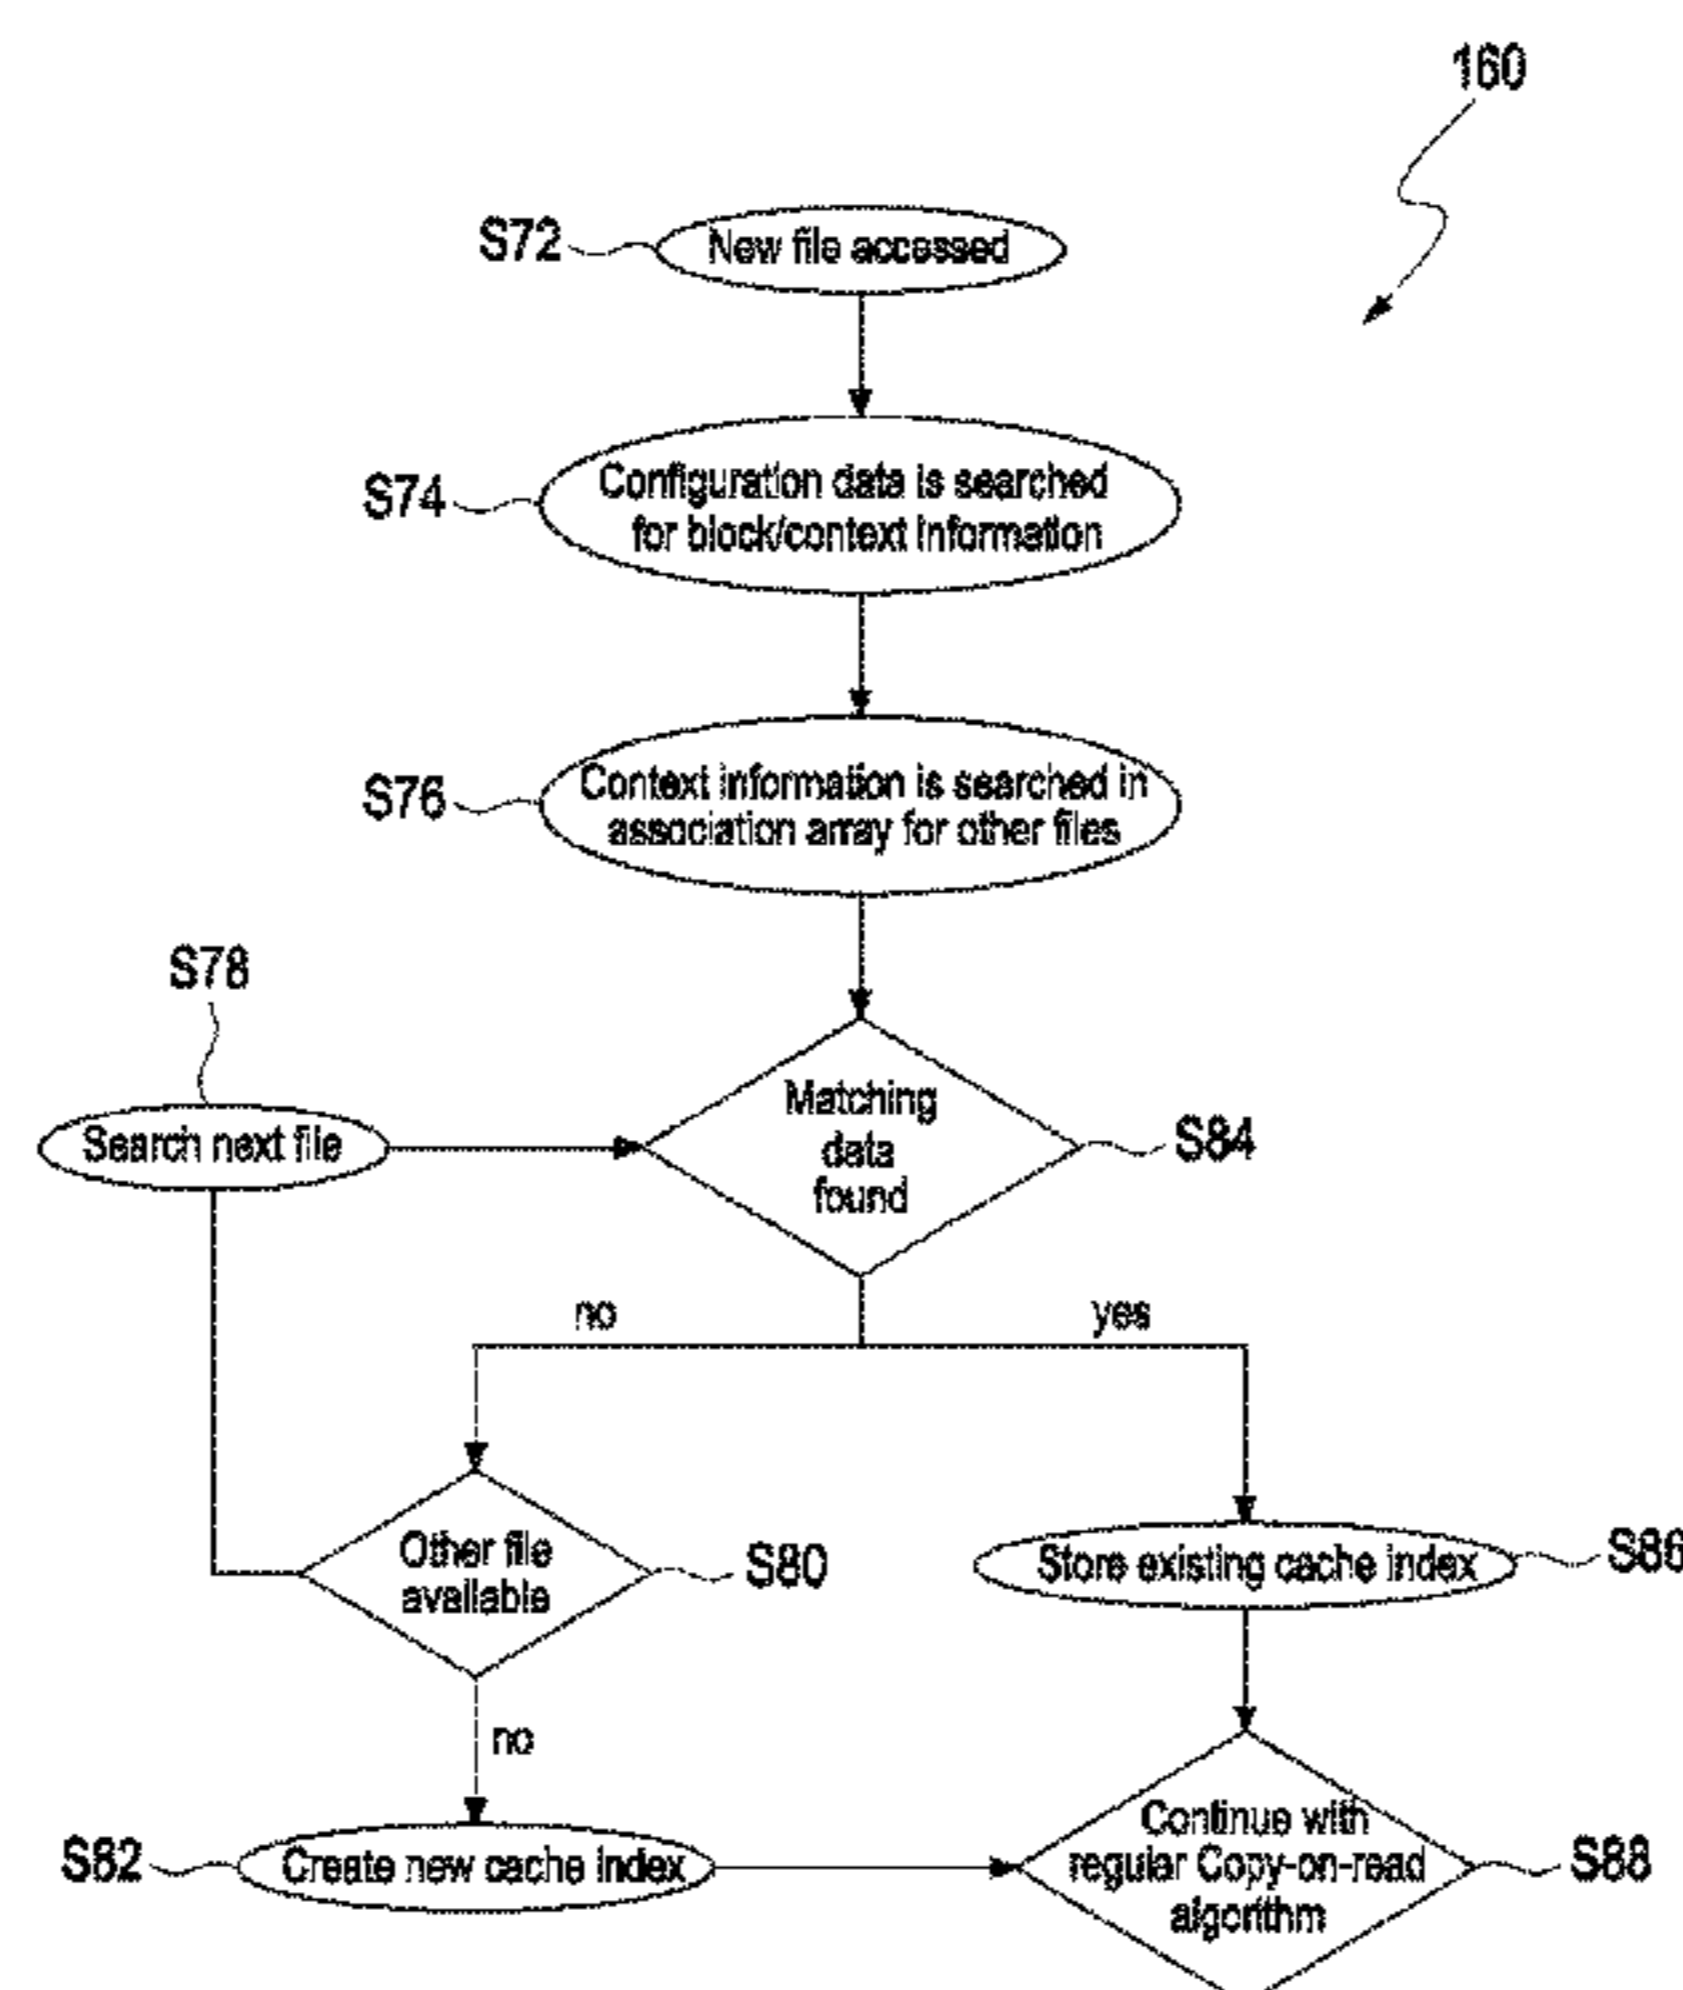 160
S72
New file accessed
S74
Configuration data is searched
for block/context information
S76
Context information is searched in
association array for other files
S78
Search next file
Matching
data
found
S84
no
yes
Other file
available
S80
Store existing cache index
S86
no
S82
Create new cache index
Continue with
regular Copy-on-read
algorithm
S88